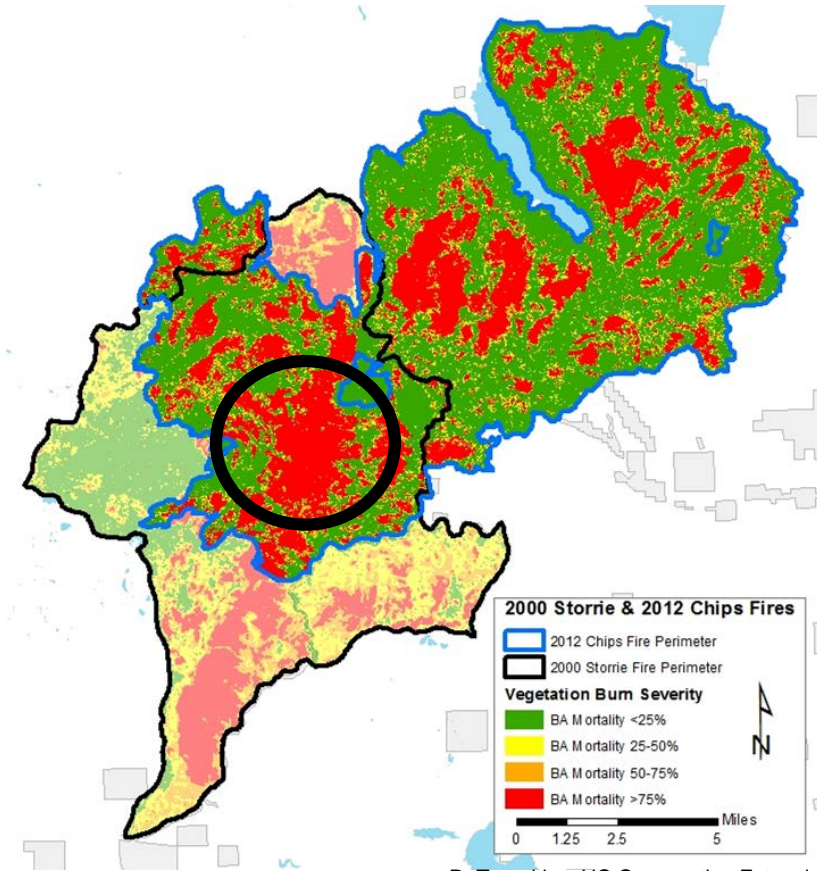 2000 Storrie & 2012 Chips Fires
2012 Chips Fire Perimeter
2000 Storrie Fire Perimeter
Vegetation Burn Severity
BA Mortality <25%
BA Mortality 25-50%
BA Mortality 50-75%
BA Mortality >75%
N
Miles
0 1.25 2.5 5